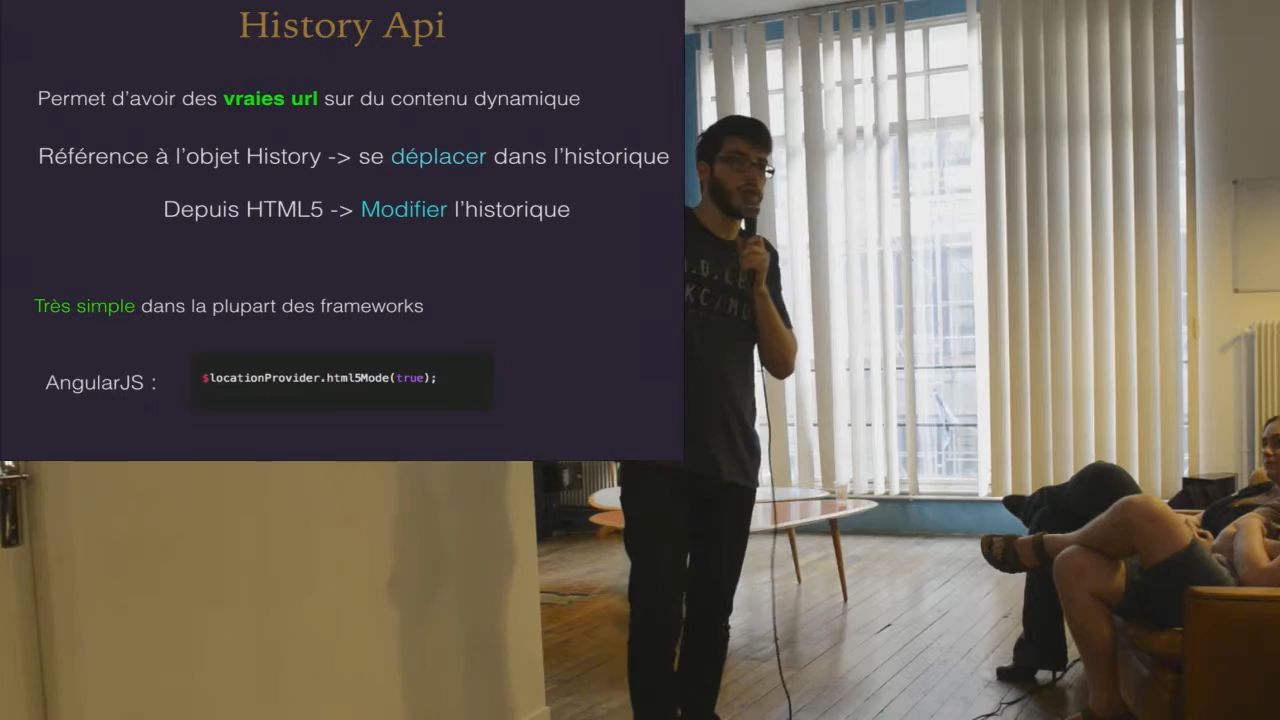 History Api
Permet d’avoir des vraies url sur du contenu dynamique
Référence à l’objet History -> se déplacer dans l’historique
Depuis HTML5 -> Modifier l’historique
Très simple dans la plupart des frameworks
AngularJS :
$locationProvider.html5Mode(true);